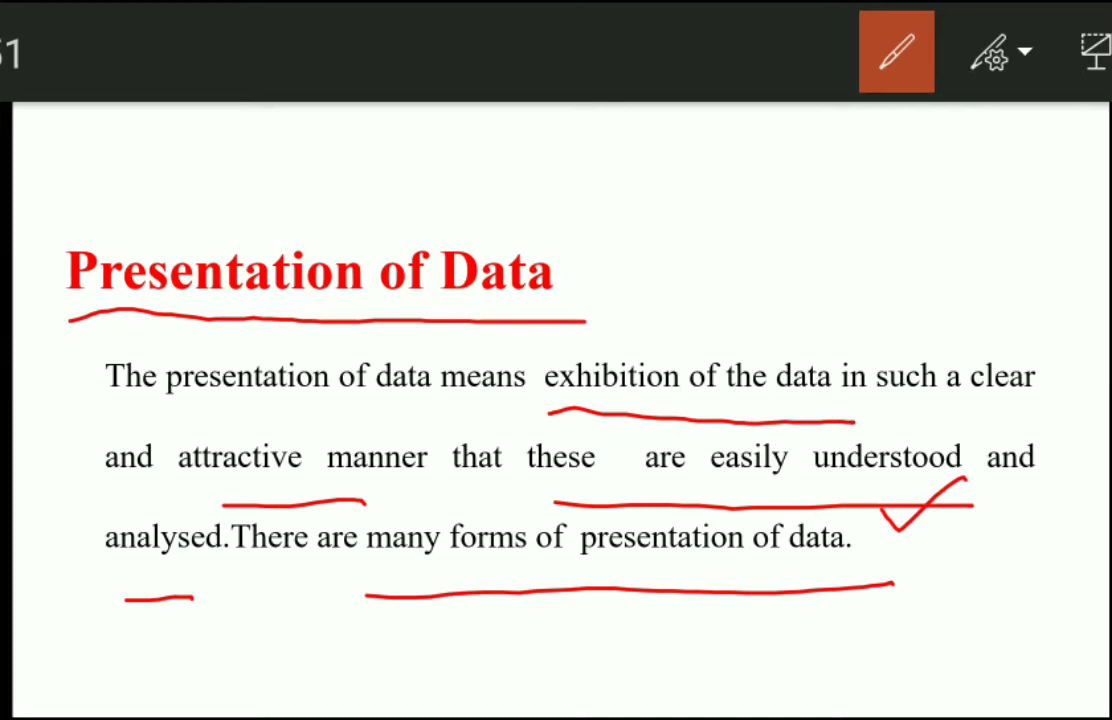 51
Presentation of Data
The presentation of data means exhibition of the data in such a clear
and attractive manner that these are easily understood and
analysed.There are many forms of presentation of data.